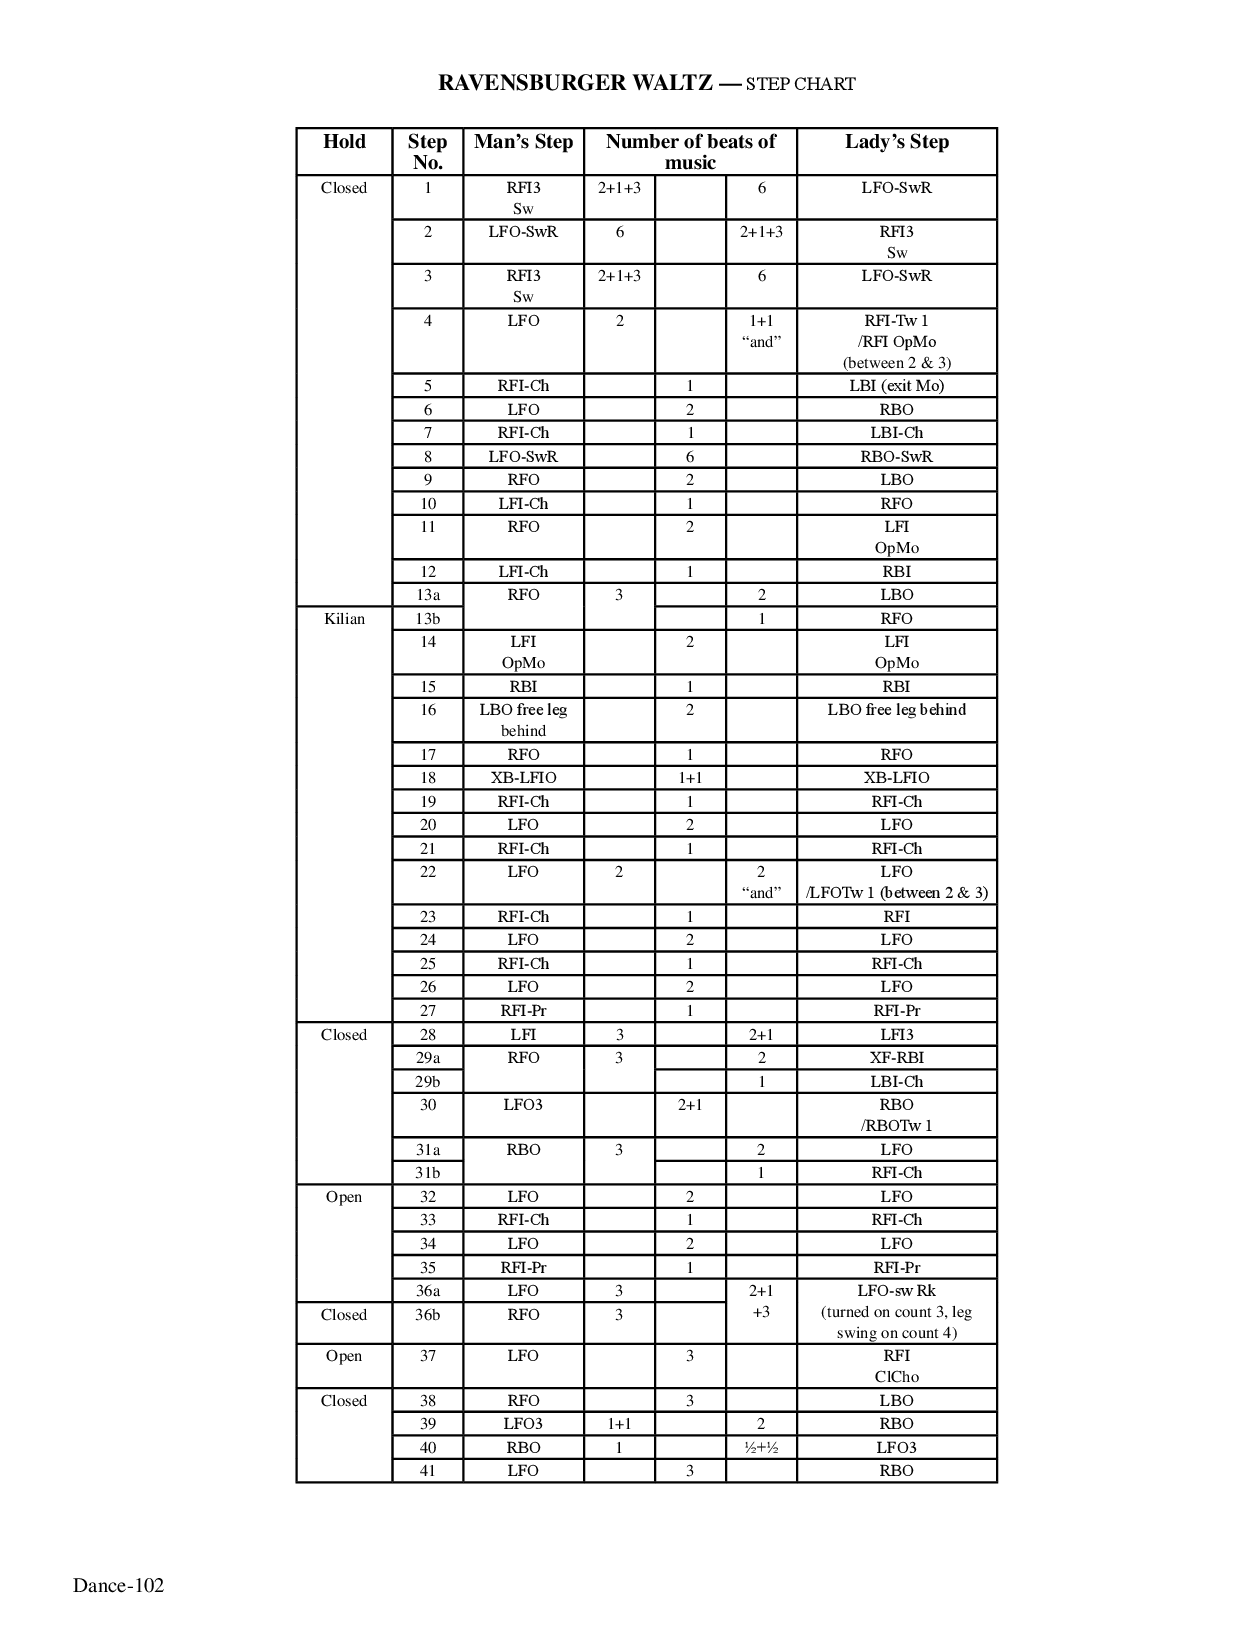 RAVENSBURGER WALTZ — STEP CHART
Hold Step No. Man’s Step Number of beats of music Lady’s Step
Closed 1 RFI3 2+1+3 6 LFO-SwR
Sw
2 LFO-SwR 6 2+1+3 RFI3
Sw
3 RFI3 2+1+3 6 LFO-SwR
Sw
4 LFO 2 1+1 RFI-Tw 1
“and” /RFI OpMo
(between 2 & 3)
5 RFI-Ch 1 LBI (exit Mo)
6 LFO 2 RBO
7 RFI-Ch 1 LBI-Ch
8 LFO-SwR 6 RBO-SwR
9 RFO 2 LBO
10 LFI-Ch 1 RFO
11 RFO 2 LFI
OpMo
12 LFI-Ch 1 RBI
13a RFO 3 2 LBO
Kilian 13b 1 RFO
14 LFI 2 LFI
OpMo OpMo
15 RBI 1 RBI
16 LBO free leg 2 LBO free leg behind
behind
17 RFO 1 RFO
18 XB-LFIO 1+1 XB-LFIO
19 RFI-Ch 1 RFI-Ch
20 LFO 2 LFO
21 RFI-Ch 1 RFI-Ch
22 LFO 2 2 LFO
“and” /LFOTw 1 (between 2 & 3)
23 RFI-Ch 1 RFI
24 LFO 2 LFO
25 RFI-Ch 1 RFI-Ch
26 LFO 2 LFO
27 RFI-Pr 1 RFI-Pr
Closed 28 LFI 3 2+1 LFI3
29a RFO 3 2 XF-RBI
29b 1 LBI-Ch
30 LFO3 2+1 RBO
/RBOTw 1
31a RBO 3 2 LFO
31b 1 RFI-Ch
Open 32 LFO 2 LFO
33 RFI-Ch 1 RFI-Ch
34 LFO 2 LFO
35 RFI-Pr 1 RFI-Pr
36a LFO 3 2+1 LFO-sw Rk
Closed 36b RFO 3 +3 (turned on count 3, leg
swing on count 4)
Open 37 LFO 3 RFI
ClCho
Closed 38 RFO 3 LBO
39 LFO3 1+1 2 RBO
40 RBO 1 ½+½ LFO3
41 LFO 3 RBO
Dance-102